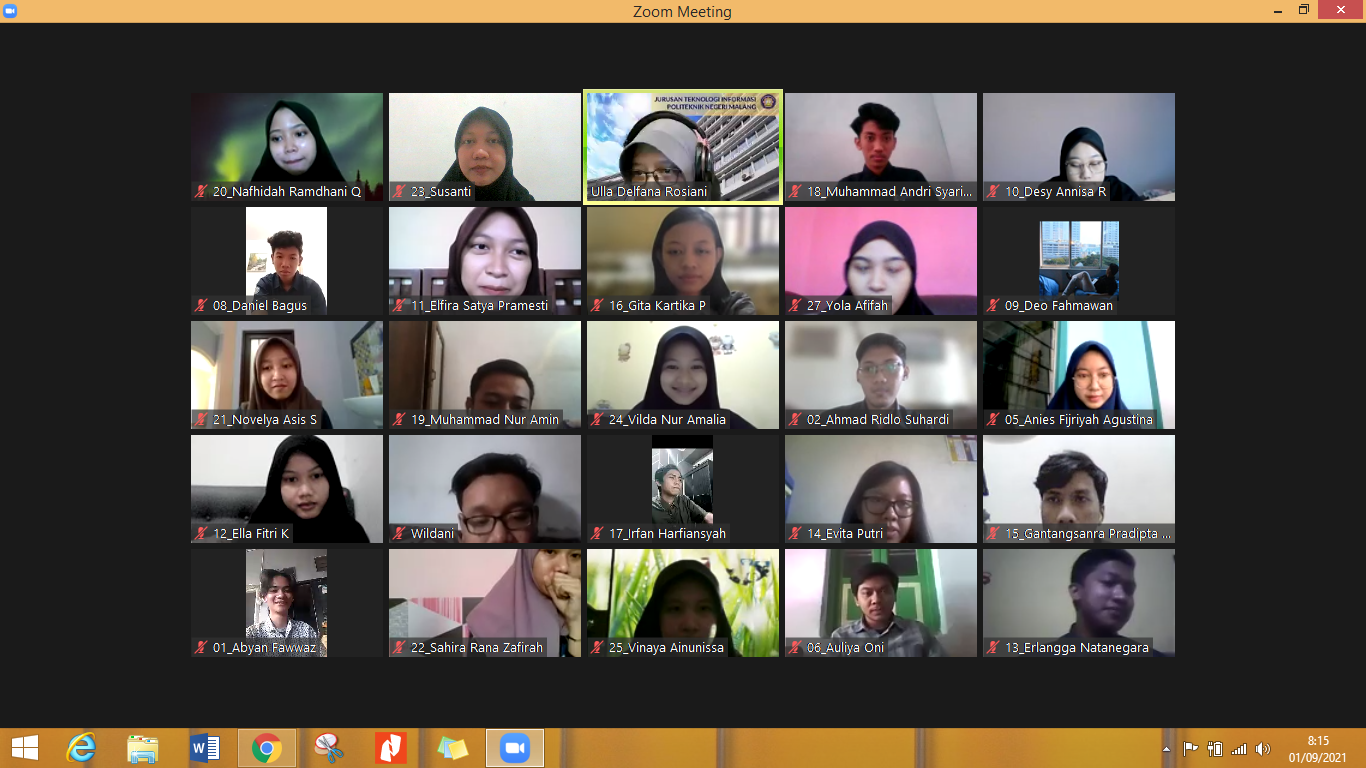 Zoom Meeting
20_Nafhidah Ramdhani Q
23_Susanti
JURUSAN TEKNOLOGI INFORMASI
POLITEKNIK NEGERI MALANG
Ulla Delfana Rosiani
18_Muhammad Andri Syari...
10_Desy Annisa R
08_Daniel Bagus
11_Elfira Satya Pramesti
16_Gita Kartika P
27_Yola Afifah
09_Deo Fahmawan
21_Novelya Asis S
19_Muhammad Nur Amin
24_Vilda Nur Amalia
02_Ahmad Ridlo Suhardi
05_Anies Fijriyah Agustina
12_Ella Fitri K
Wildani
17_Irfan Harfiansyah
14_Evita Putri
15_Gantangsanra Pradipta ...
01_Abyan Fawwaz
22_Sahira Rana Zafirah
25_Vinaya Ainunissa
06_Auliya Oni
13_Erlangga Natanegara
8:15
01/09/2021